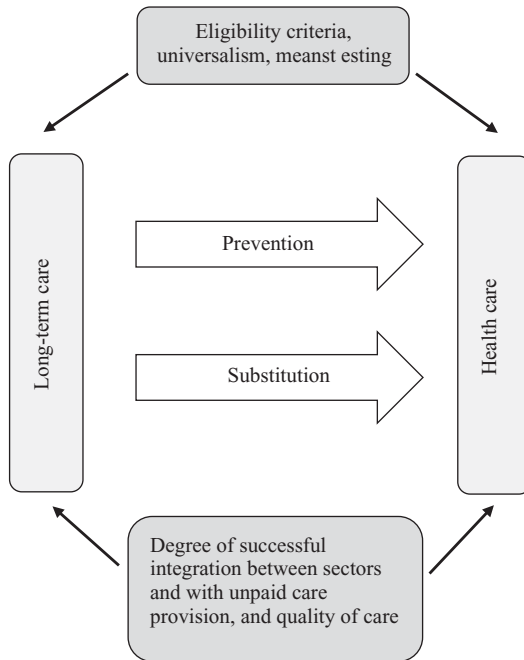 Eligibility criteria,
universalism, meanst esting
Long-term care
Prevention
Substitution
Health care
Degree of successful
integration between sectors
and with unpaid care
provision, and quality of care